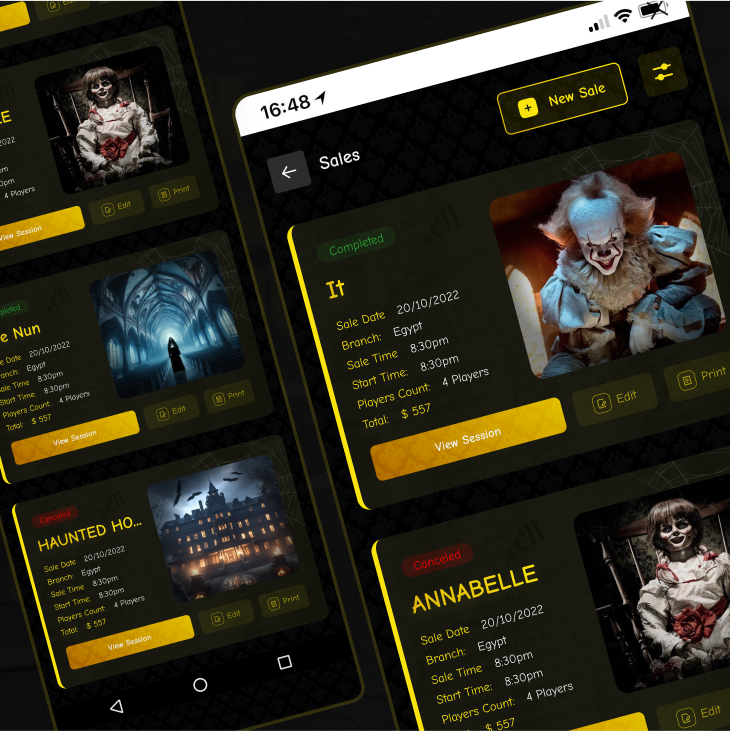 Edit
LE
/2022
4 Players
View Session
Edit
Print
e Nun
20/10/2022
Branch: Egypt
Sale Time 8:30pm
Start Time: 8:30pm
Players Count: 4 Players
Total: $ 557
View Session
Edit
Print
Canceled
HAUNTED HO...
Sale Date 20/10/2022
Branch: Egypt
Sale Time 8:30pm
Start Time: 8:30pm
Players Count: 4 Players
Total: $ 557
View Session
Edit
Print
16:48
Sales
New Sale
Completed
It
Sale Date 20/10/2022
Branch: Egypt
Sale Time 8:30pm
Start Time: 8:30pm
Players Count: 4 Players
Total: $ 557
View Session
Edit
Print
Canceled
ANNABELLE
Sale Date 20/10/2022
Branch: Egypt
Sale Time 8:30pm
Start Time: 8:30pm
Players Count: 4 Players
$ 557
Edit